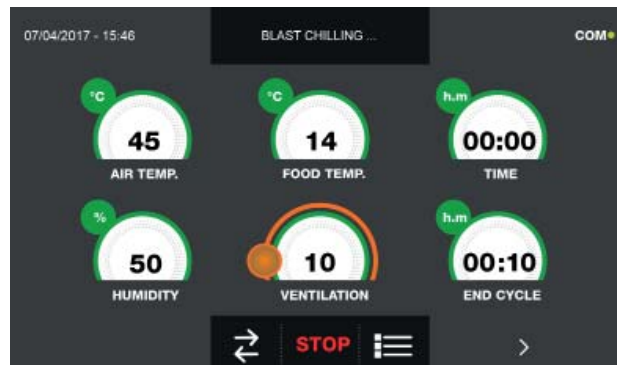 07/04/2017 - 15:46 BLAST CHILLING ... COM
°C °C h.m
45 14 00:00
AIR TEMP. FOOD TEMP. TIME
% h.m
50 10 00:10
HUMIDITY VENTILATION END CYCLE
STOP